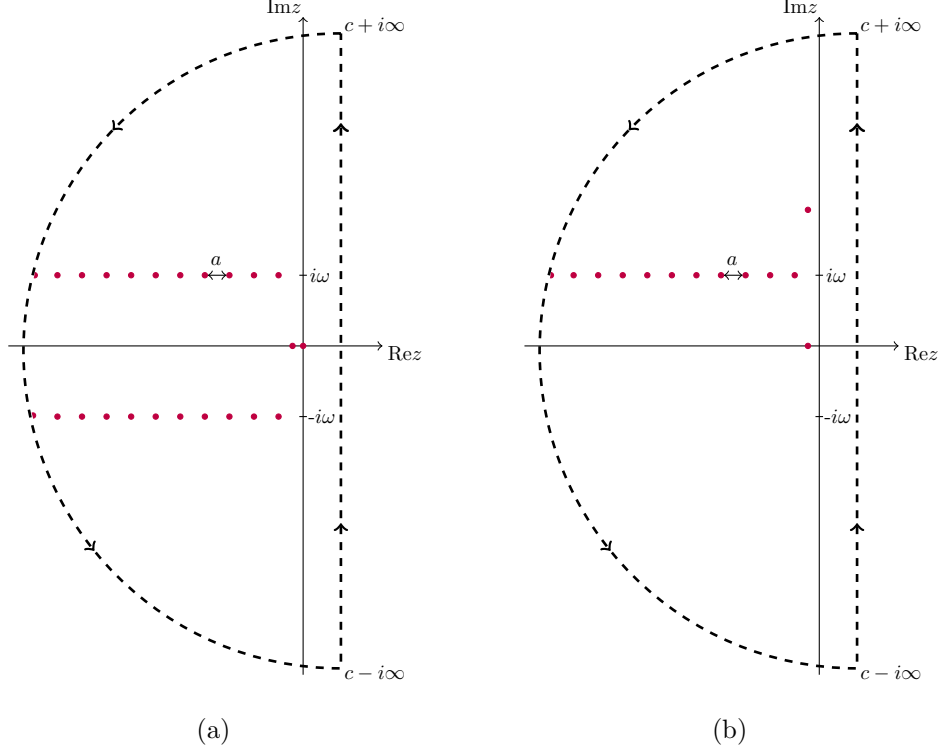 Imz
c + i∞
a
iω
Rez
-iω
c − i∞
(a)
Imz
c + i∞
a
iω
Rez
-iω
c − i∞
(b)